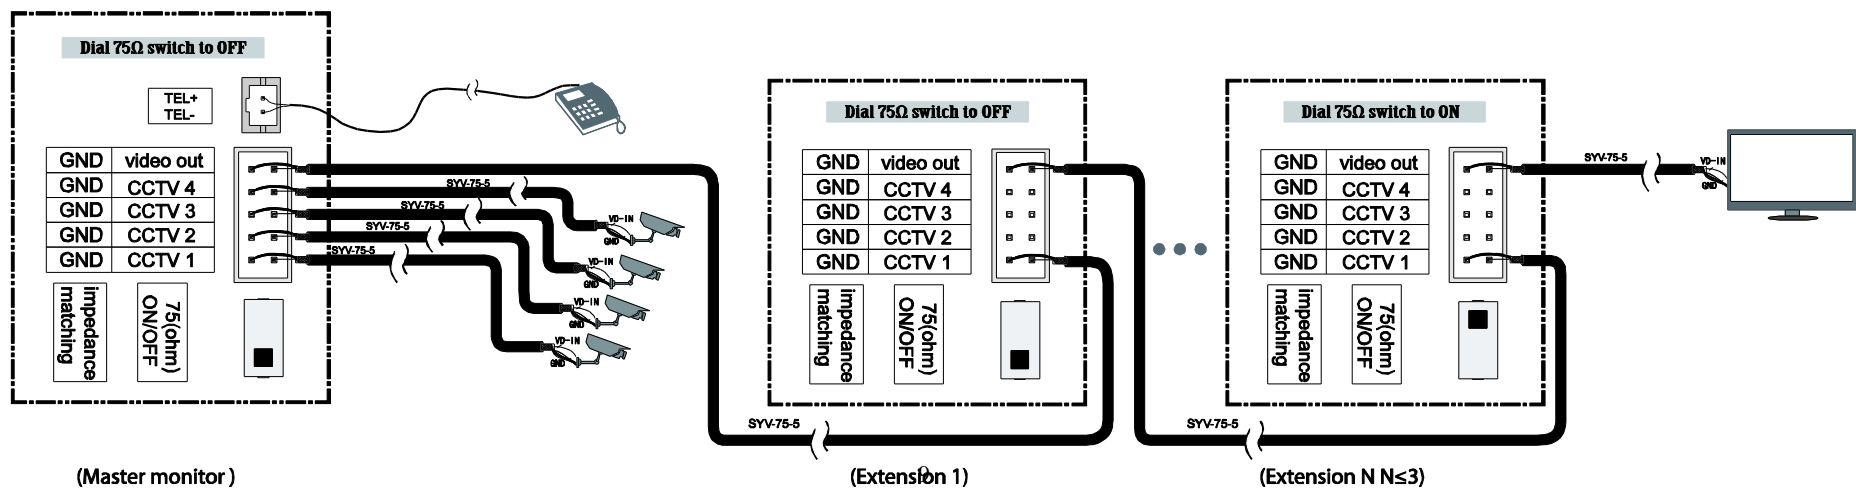 Dial 75Ω switch to OFF
TEL+
TEL-
GND video out
GND CCTV 4
GND CCTV 3
GND CCTV 2
GND CCTV 1
impedance
matching
75(ohm)
ON/OFF
SYV-75-5
SYV-75-5
SYV-75-5
SYV-75-5
VD-IN
GND
VD-IN
GND
VD-IN
GND
VD-IN
GND
(Master monitor )
SYV-75-5
Dial 75Ω switch to OFF
GND video out
GND CCTV 4
GND CCTV 3
GND CCTV 2
GND CCTV 1
impedance
matching
75(ohm)
ON/OFF
(Extension 1)
9
SYV-75-5
Dial 75Ω switch to ON
GND video out
GND CCTV 4
GND CCTV 3
GND CCTV 2
GND CCTV 1
impedance
matching
75(ohm)
ON/OFF
(Extension N N≤3)
SYV-75-5
VD-IN
GND